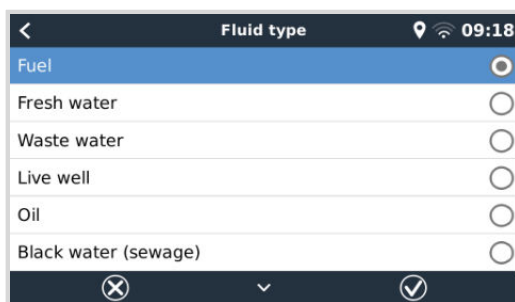 Fluid type 09:18
Fuel
Fresh water
Waste water
Live well
Oil
Black water (sewage)